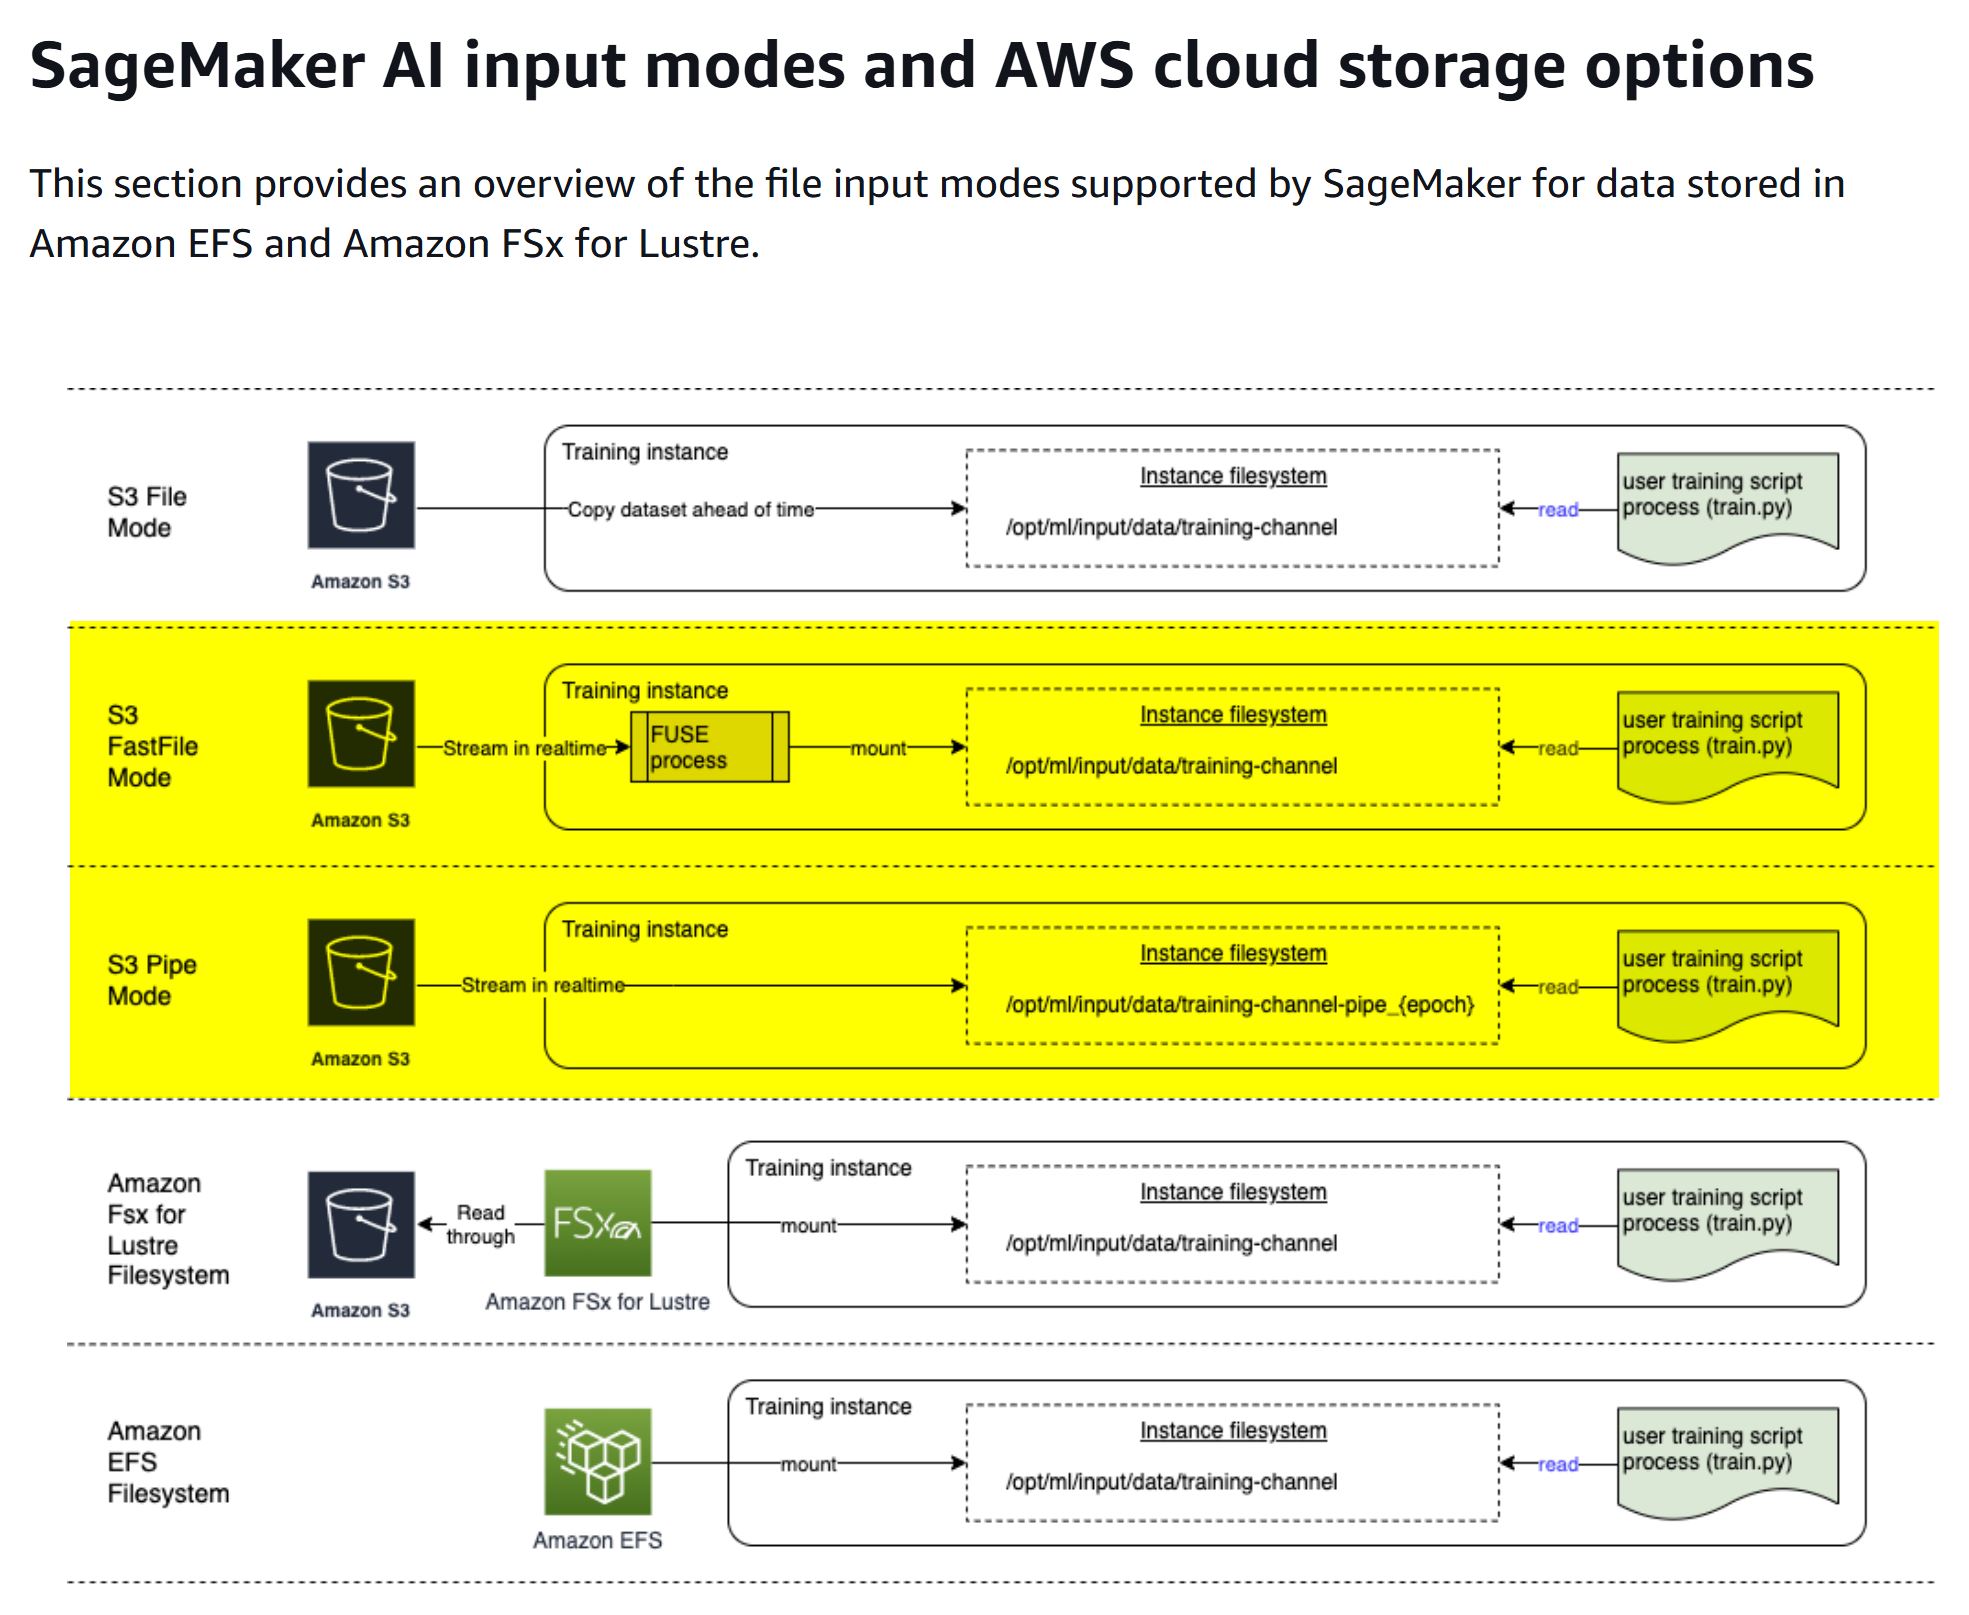 SageMaker AI input modes and AWS cloud storage options
This section provides an overview of the file input modes supported by SageMaker for data stored in
Amazon EFS and Amazon FSx for Lustre.
S3 File
Mode
Amazon S3
Training instance
Copy dataset ahead of time
Instance filesystem
/opt/ml/input/data/training-channel
read
user training script
process (train.py)
S3
FastFile
Mode
Amazon S3
Stream in realtime
Training instance
FUSE
process
mount
Instance filesystem
/opt/ml/input/data/training-channel
read
user training script
process (train.py)
S3 Pipe
Mode
Amazon S3
Stream in realtime
Training instance
Instance filesystem
/opt/ml/input/data/training-channel-pipe_{epoch}
read
user training script
process (train.py)
Amazon
Fsx for
Lustre
Filesystem
Amazon S3
Read
through
FSx
Amazon FSx for Lustre
Training instance
mount
Instance filesystem
/opt/ml/input/data/training-channel
read
user training script
process (train.py)
Amazon
EFS
Filesystem
Amazon EFS
Training instance
mount
Instance filesystem
/opt/ml/input/data/training-channel
read
user training script
process (train.py)